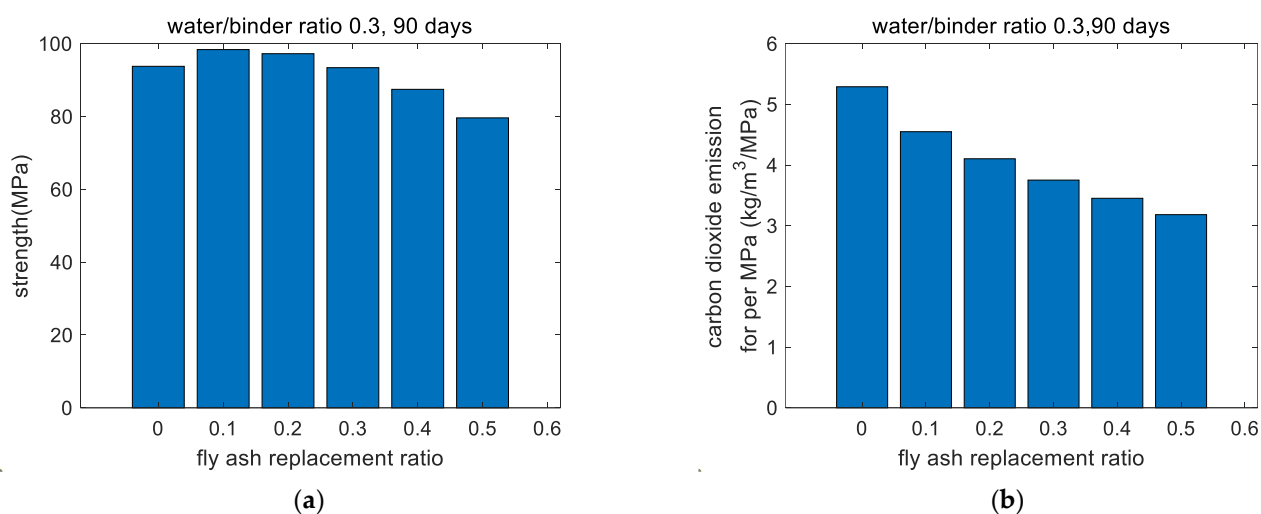 water/binder ratio 0.3, 90 days
100
80
60
40
20
0
strength(MPa)
0 0.1 0.2 0.3 0.4 0.5 0.6
fly ash replacement ratio
(a)
water/binder ratio 0.3,90 days
6
5
4
3
2
1
0
carbon dioxide emission
for per MPa (kg/m³/MPa)
0 0.1 0.2 0.3 0.4 0.5 0.6
fly ash replacement ratio
(b)